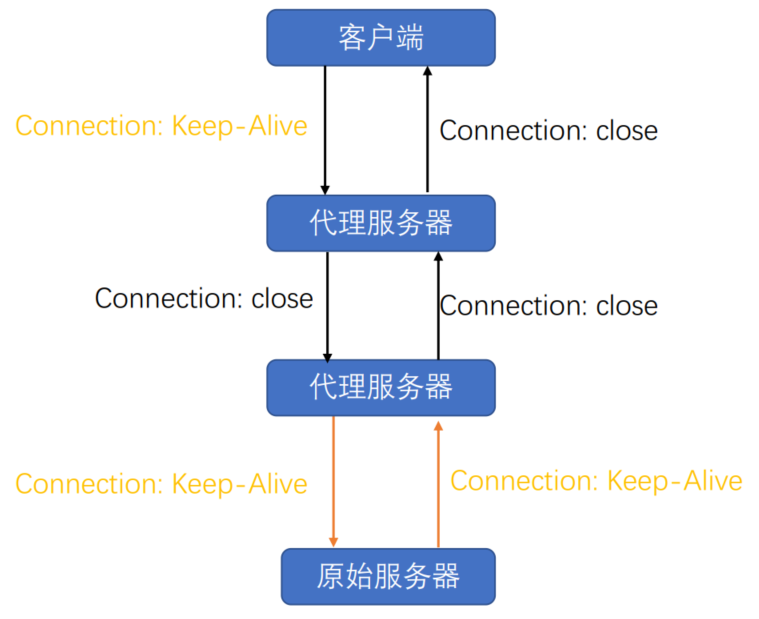 客户端
Connection: Keep-Alive
Connection: close
代理服务器
Connection: close
Connection: close
代理服务器
Connection: Keep-Alive
Connection: Keep-Alive
原始服务器